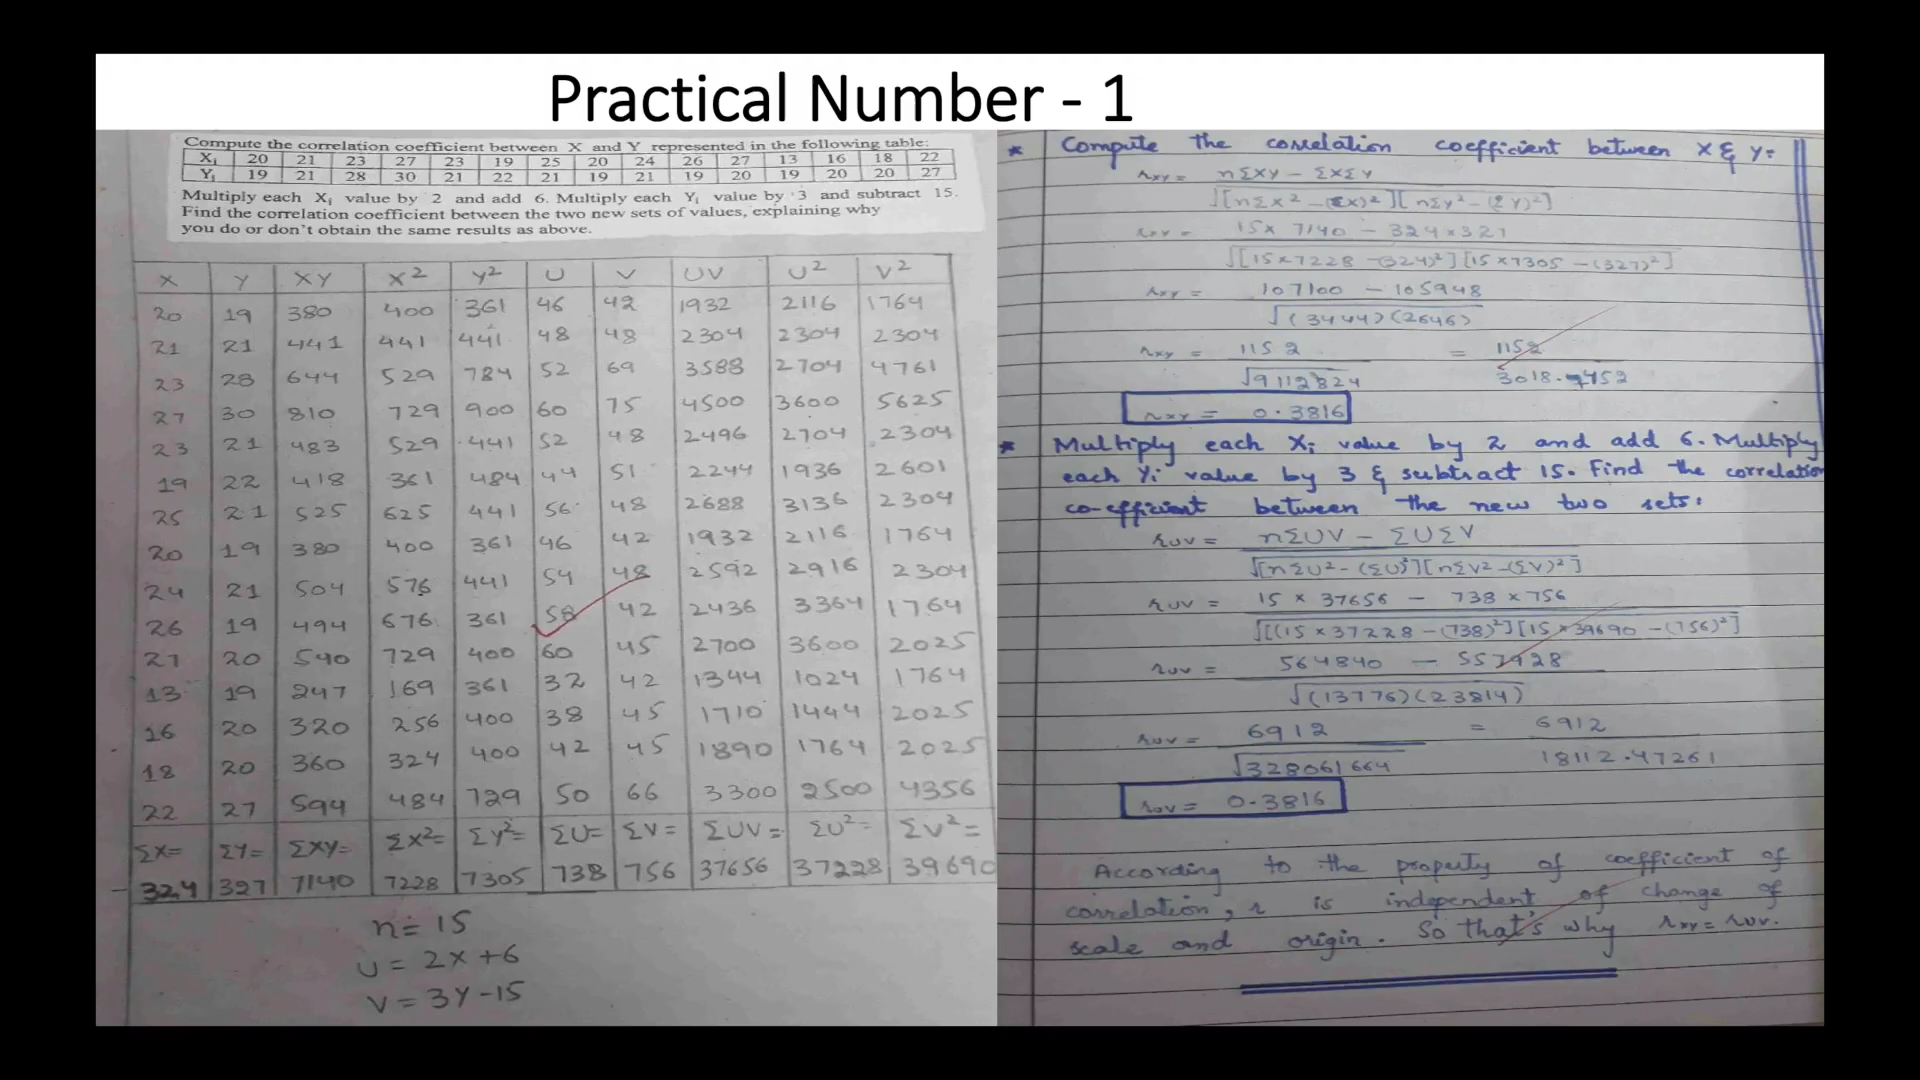 Practical Number - 1
Compute the correlation coefficient between X and Y represented in the following table:
Xi 20 21 23 27 23 19 25 20 24 26 27 13 16 18 22
Yi 19 21 28 30 21 22 21 19 21 19 20 19 20 20 27
Multiply each Xi value by 2 and add 6. Multiply each Yi value by 3 and subtract 15.
Find the correlation coefficient between the two new sets of values, explaining why
you do or don't obtain the same results as above.
X Y XY X² Y² U V UV U² V²
20 19 380 400 361 46 42 1932 2116 1764
21 21 441 441 441 48 48 2304 2304 2304
23 28 644 529 784 52 69 3588 2704 4761
27 30 810 729 900 60 75 4500 3600 5625
23 21 483 529 441 52 48 2496 2704 2304
19 22 418 361 484 44 51 2244 1936 2601
25 21 525 625 441 56 48 2688 3136 2304
20 19 380 400 361 46 42 1932 2116 1764
24 21 504 576 441 54 48 2592 2916 2304
26 19 494 676 361 58 42 2436 3364 1764
27 20 540 729 400 60 45 2700 3600 2025
13 19 247 169 361 32 42 1344 1024 1764
16 20 320 256 400 38 45 1710 1444 2025
18 20 360 324 400 42 45 1890 1764 2025
22 27 594 484 729 50 66 3300 2500 4356
ΣX= ΣY= ΣXY= ΣX²= ΣY²= ΣU= ΣV= ΣUV= ΣU²= ΣV²=
324 327 7140 7228 7305 738 756 37656 37228 39690
n = 15
U = 2X+6
V = 3Y-15
* Compute the correlation coefficient between X & Y=
rxy = nΣXY - ΣXΣY
√[nΣX² - (ΣX)²][nΣY² - (ΣY)²]
rxy = 15 x 7140 - 324 x 327
√[15 x 7228 - (324)²][15 x 7305 - (327)²]
rxy = 107100 - 105948
√(3444)(2646)
rxy = 1152 = 1152
√9112824 3018.7452
rxy = 0.3816
* Multiply each Xi value by 2 and add 6. Multiply
each Yi value by 3 & subtract 15. Find the correlation
co-efficient between the new two sets:
ruv = nΣUV - ΣUΣV
√[nΣU² - (ΣU)²][nΣV² - (ΣV)²]
ruv = 15 x 37656 - 738 x 756
√[(15 x 37228 - (738)²][15 x 39690 - (756)²]
ruv = 564840 - 557928
√(13776)(23814)
ruv = 6912 = 6912
√328061664 18112.47261
ruv = 0.3816
According to the property of coefficient of
correlation, r is independent of change of
scale and origin. So that's why rxy = ruv.